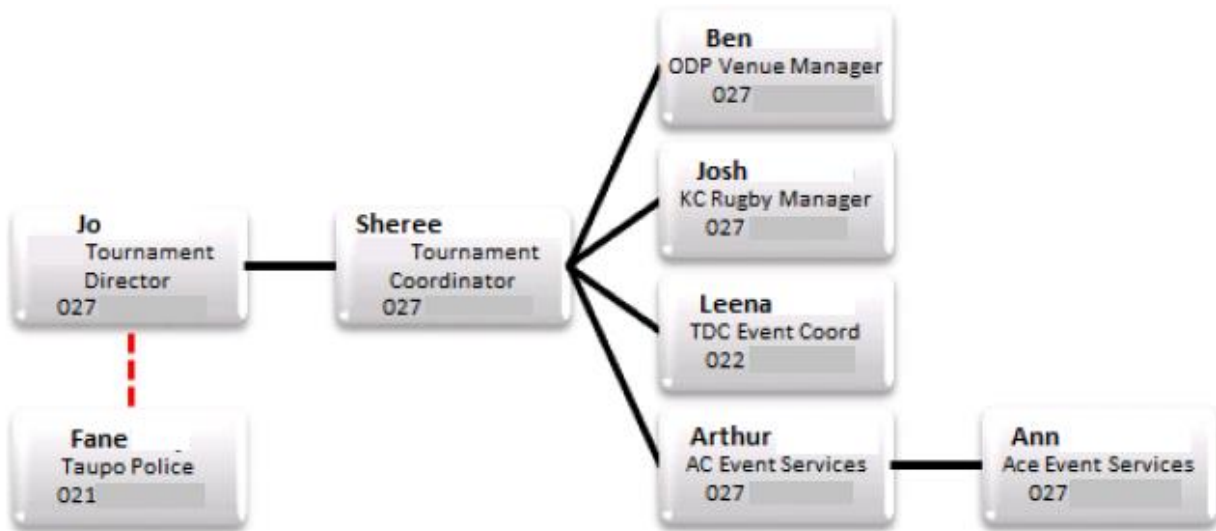 Ben
ODP Venue Manager
027
Josh
KC Rugby Manager
027
Jo
Tournament
Director
027
Sheree
Tournament
Coordinator
027
Leena
TDC Event Coord
022
Fane
Taupo Police
021
Arthur
AC Event Services
027
Ann
Ace Event Services
027